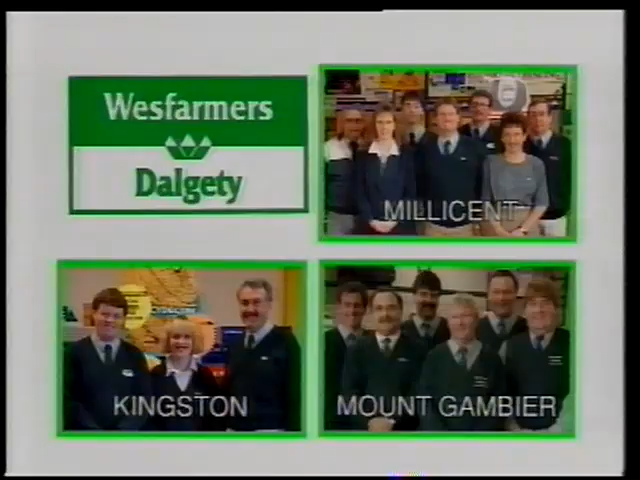 Wesfarmers
Dalgety
MILLICENT
KINGSTON
MOUNT GAMBIER